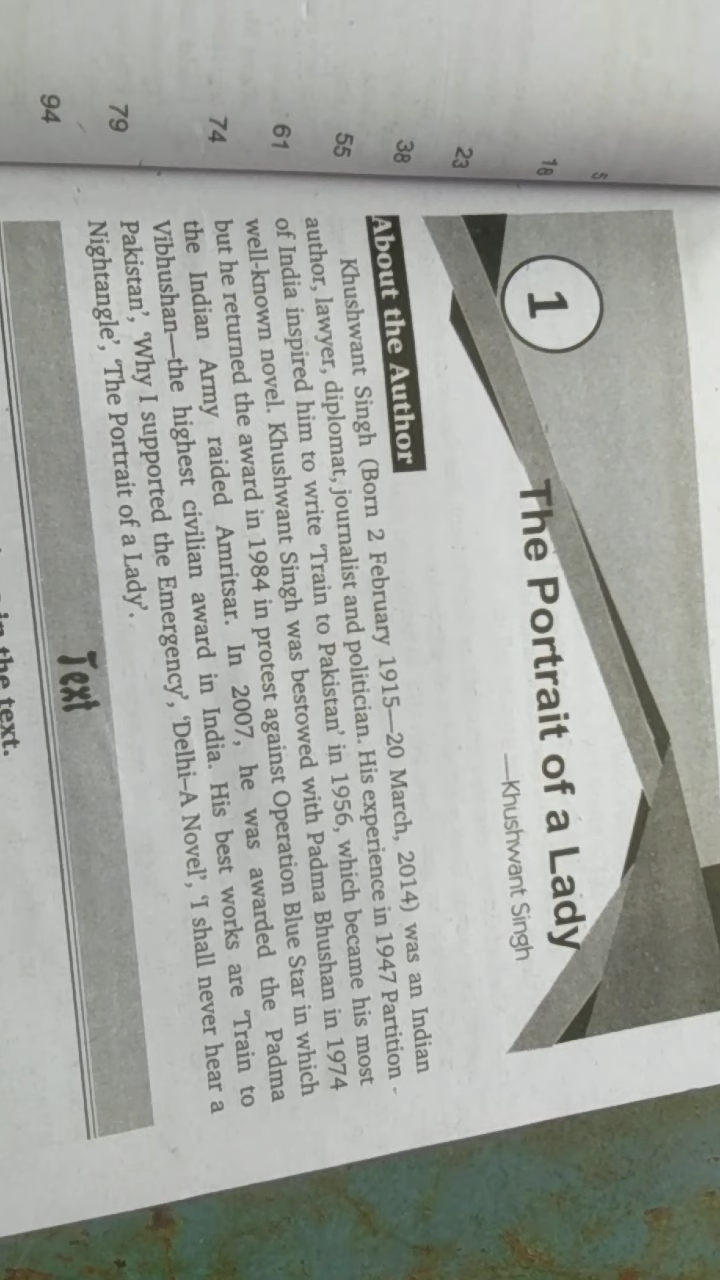 5
18
23
38
55
61
74
79
94
1
The Portrait of a Lady
—Khushwant Singh
About the Author
Khushwant Singh (Born 2 February 1915—20 March, 2014) was an Indian
author, lawyer, diplomat, journalist and politician. His experience in 1947 Partition
of India inspired him to write ‘Train to Pakistan’ in 1956, which became his most
well-known novel. Khushwant Singh was bestowed with Padma Bhushan in 1974
but he returned the award in 1984 in protest against Operation Blue Star in which
the Indian Army raided Amritsar. In 2007, he was awarded the Padma
Vibhushan—the highest civilian award in India. His best works are ‘Train to
Pakistan’, ‘Why I supported the Emergency’, ‘Delhi–A Novel’, ‘I shall never hear a
Nightangle’, ‘The Portrait of a Lady’.
Text
in the text.